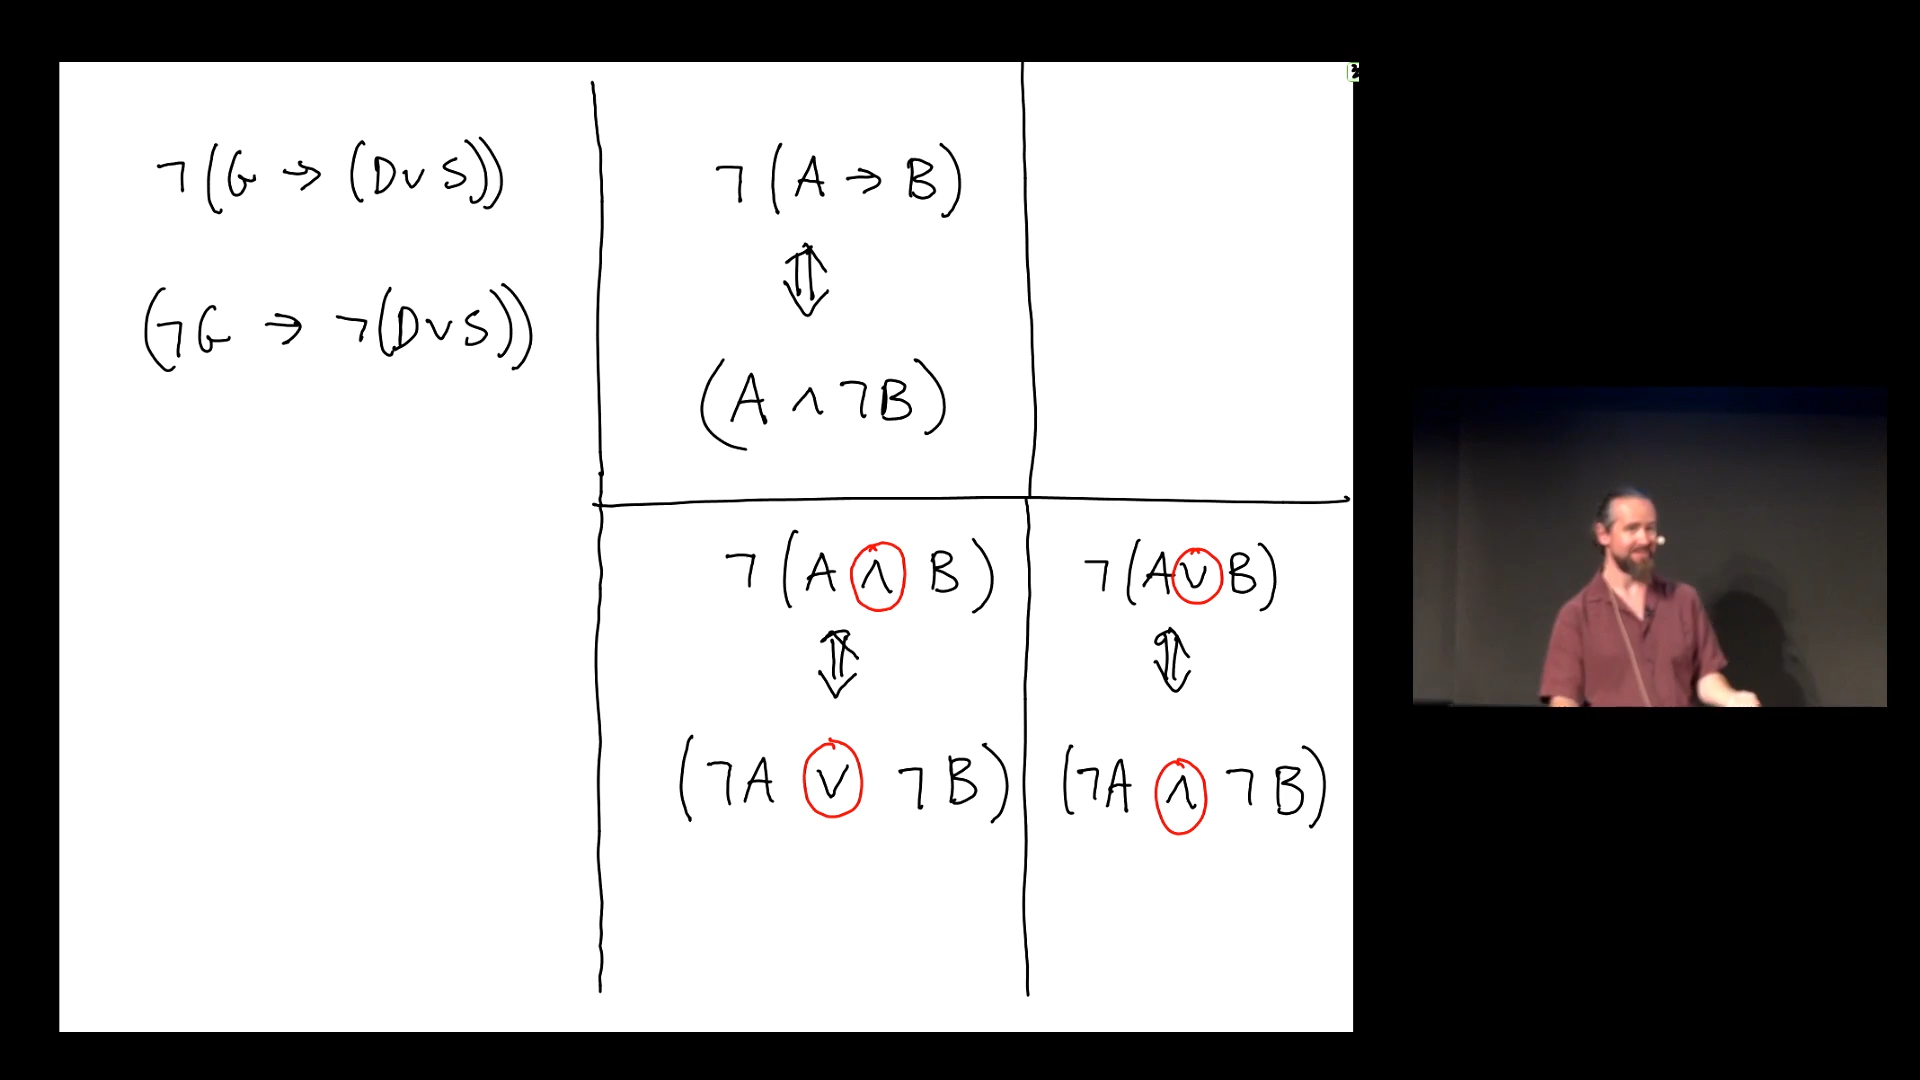 ¬(G → (D ∨ S))
(¬G → ¬(D ∨ S))
¬(A → B)
⇕
(A ∧ ¬B)
¬(A ∧ B)
⇕
(¬A ∨ ¬B)
¬(A ∨ B)
⇕
(¬A ∧ ¬B)